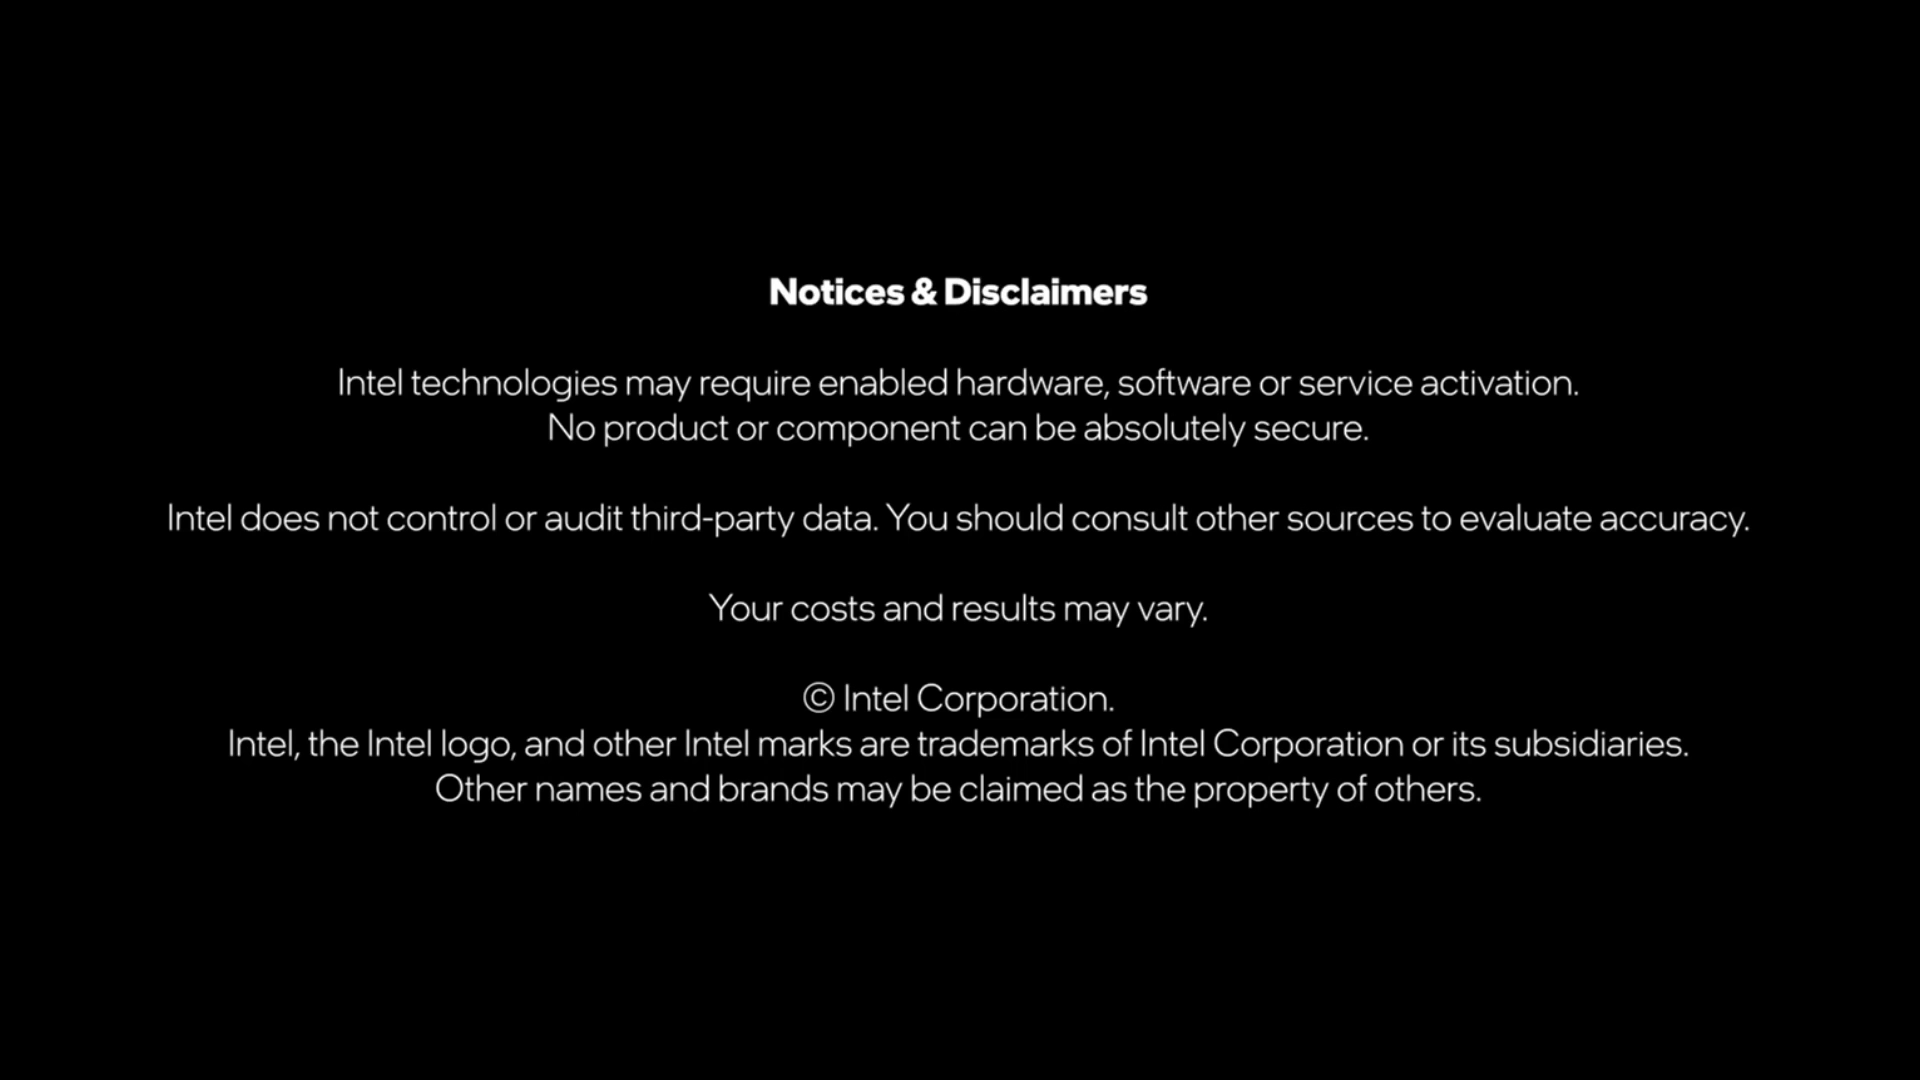 Notices & Disclaimers
Intel technologies may require enabled hardware, software or service activation.
No product or component can be absolutely secure.
Intel does not control or audit third-party data. You should consult other sources to evaluate accuracy.
Your costs and results may vary.
© Intel Corporation.
Intel, the Intel logo, and other Intel marks are trademarks of Intel Corporation or its subsidiaries.
Other names and brands may be claimed as the property of others.